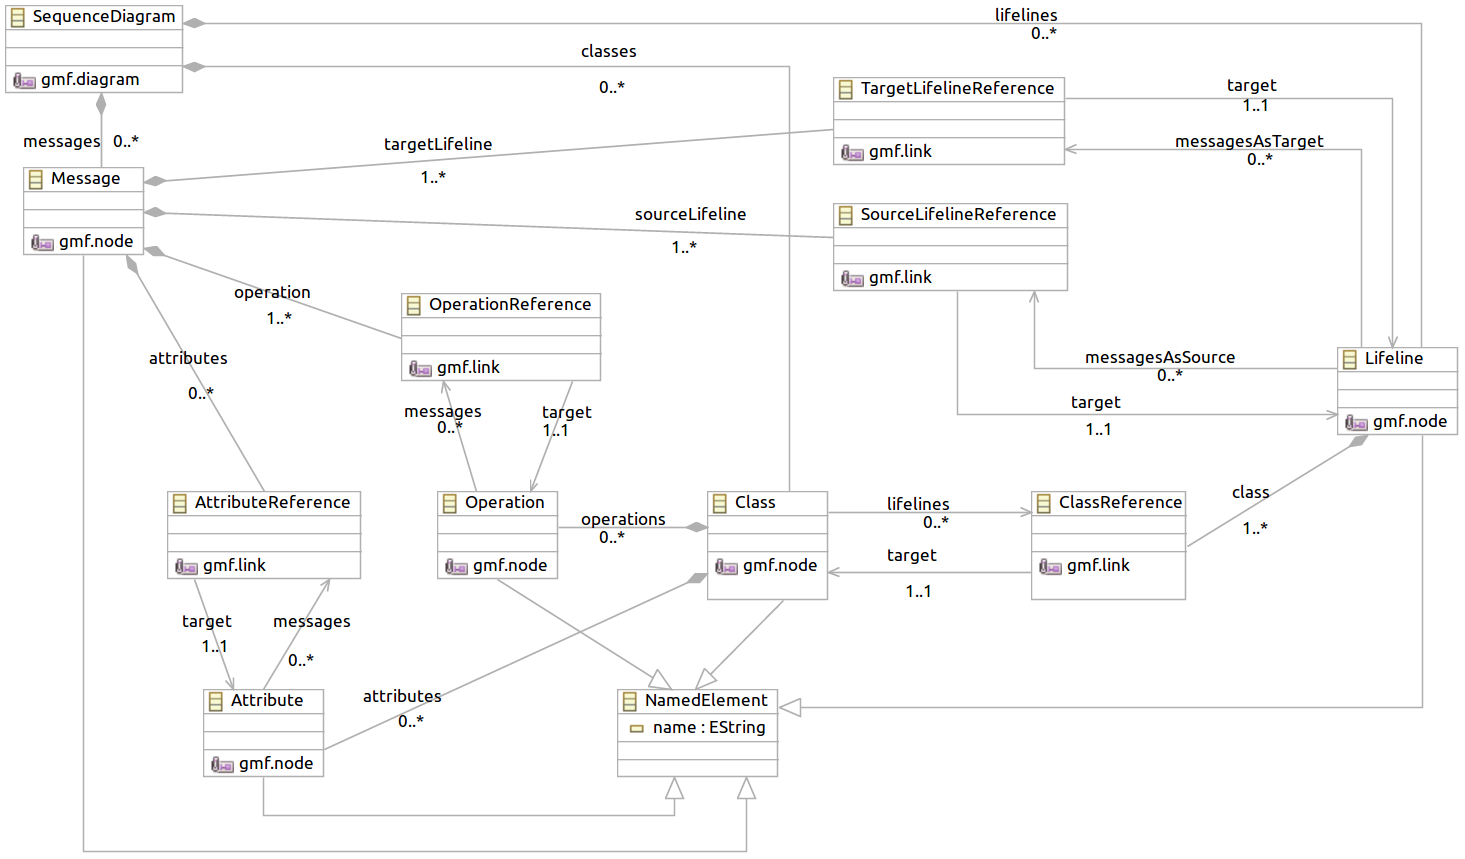 SequenceDiagram
gmf.diagram
lifelines
0..*
classes
0..*
messages 0..*
Message
gmf.node
targetLifeline
1..*
sourceLifeline
1..*
TargetLifelineReference
gmf.link
target
1..1
messagesAsTarget
0..*
SourceLifelineReference
gmf.link
operation
1..*
OperationReference
gmf.link
attributes
0..*
messages
0..*
target
1..1
messagesAsSource
0..*
target
1..1
Lifeline
gmf.node
AttributeReference
gmf.link
Operation
gmf.node
operations
0..*
Class
gmf.node
lifelines
0..*
target
1..1
ClassReference
gmf.link
class
1..*
target
1..1
messages
0..*
Attribute
gmf.node
attributes
0..*
NamedElement
name : EString